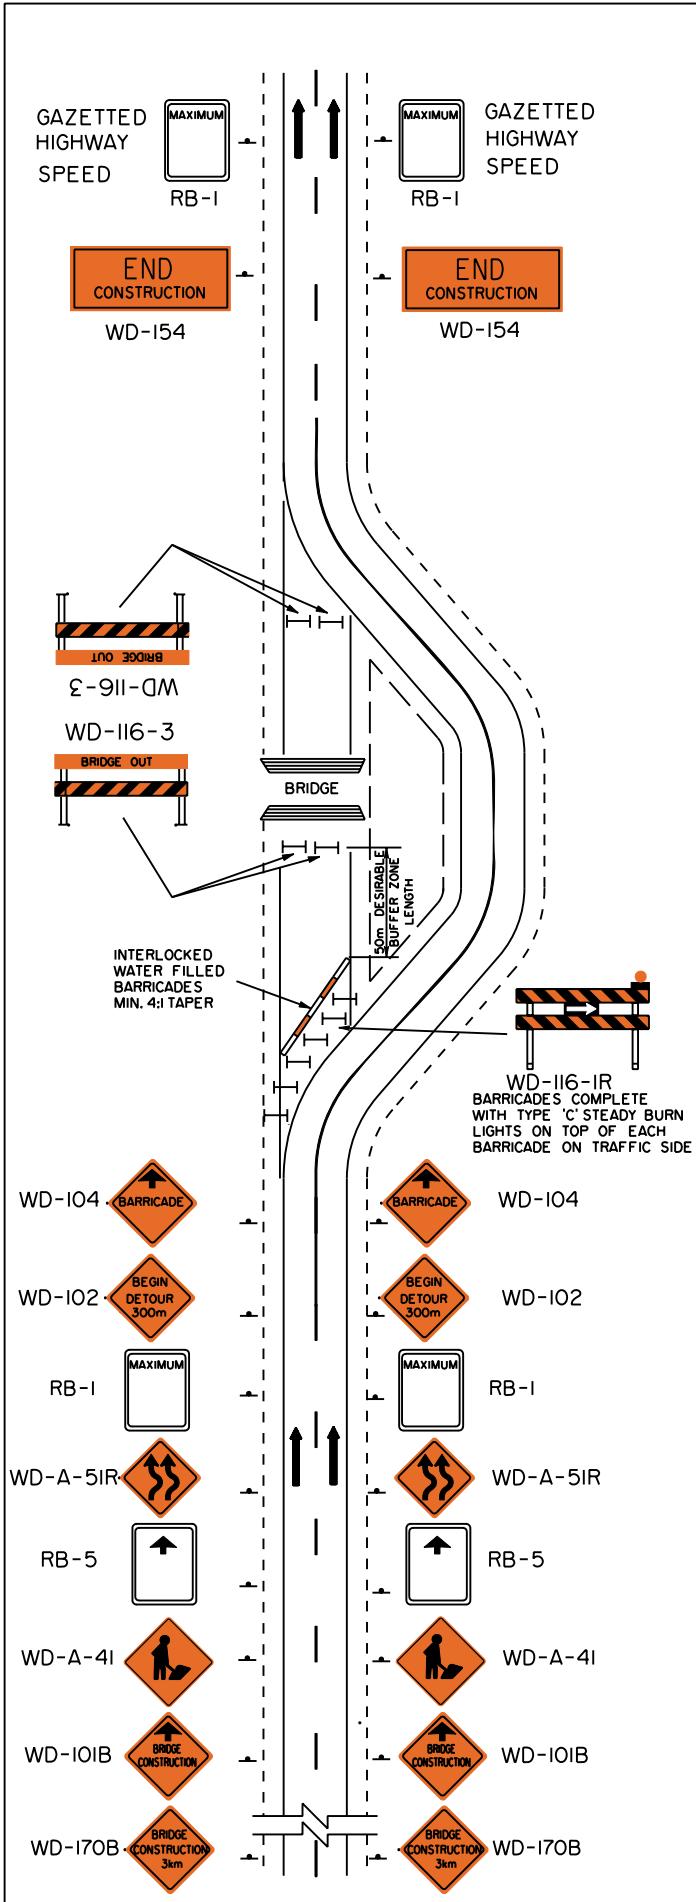 GAZETTED
HIGHWAY
SPEED
MAXIMUM
RB-1
MAXIMUM
RB-1
GAZETTED
HIGHWAY
SPEED
END
CONSTRUCTION
WD-154
END
CONSTRUCTION
WD-154
BRIDGE OUT
WD-116-3
WD-116-3
BRIDGE OUT
BRIDGE
50m DESIRABLE
BUFFER ZONE
LENGTH
INTERLOCKED
WATER FILLED
BARRICADES
MIN. 4:1 TAPER
WD-116-1R
BARRICADES COMPLETE
WITH TYPE 'C' STEADY BURN
LIGHTS ON TOP OF EACH
BARRICADE ON TRAFFIC SIDE
WD-104
BARRICADE
BARRICADE
WD-104
WD-102
BEGIN
DETOUR
300m
BEGIN
DETOUR
300m
WD-102
RB-1
MAXIMUM
MAXIMUM
RB-1
WD-A-51R
WD-A-51R
RB-5
RB-5
WD-A-41
WD-A-41
WD-101B
BRIDGE
CONSTRUCTION
BRIDGE
CONSTRUCTION
WD-101B
WD-170B
BRIDGE
CONSTRUCTION
3km
BRIDGE
CONSTRUCTION
3km
WD-170B